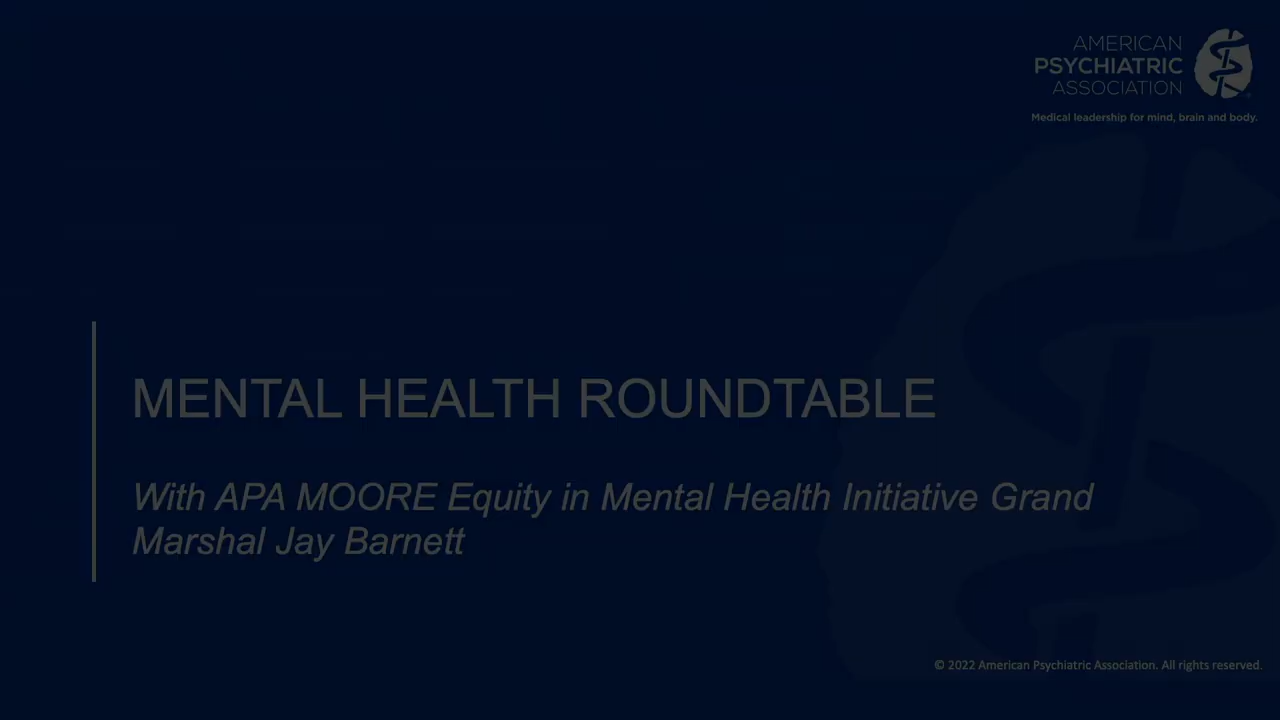 AMERICAN
PSYCHIATRIC
ASSOCIATION
Medical leadership for mind, brain and body.
MENTAL HEALTH ROUNDTABLE
With APA MOORE Equity in Mental Health Initiative Grand
Marshal Jay Barnett
© 2022 American Psychiatric Association. All rights reserved.